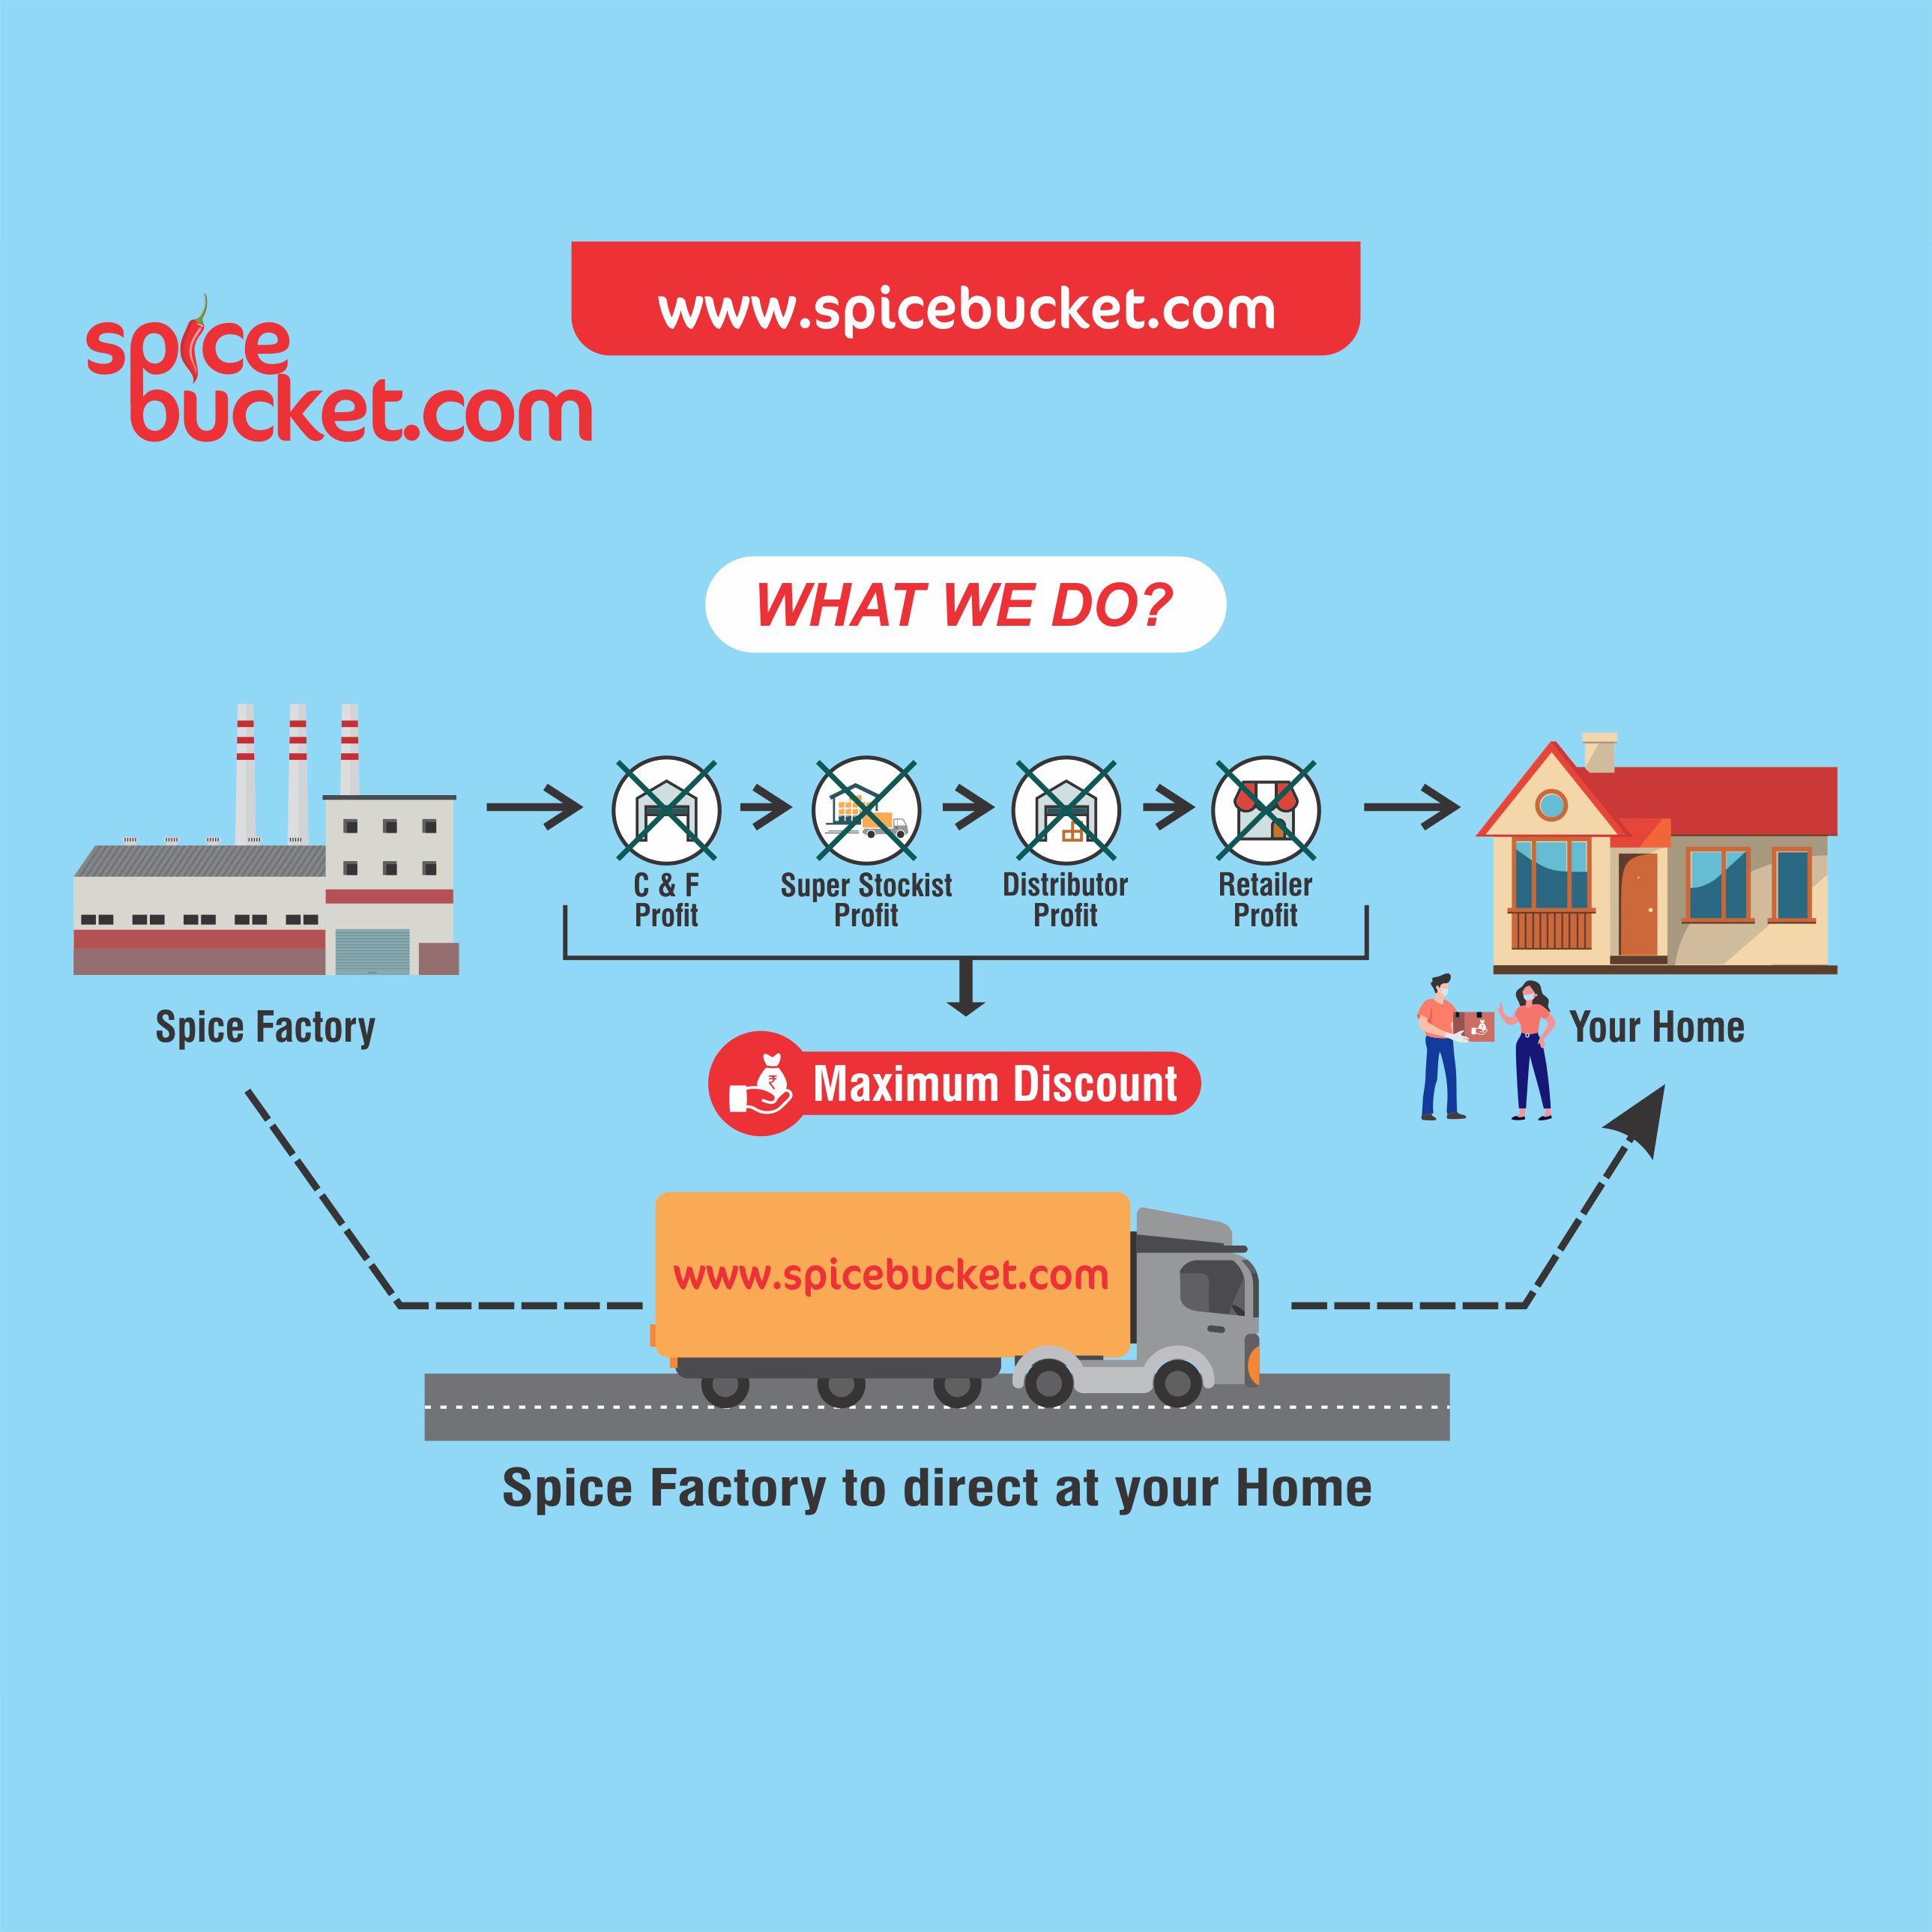 www.spicebucket.com
spice
bucket.com
WHAT WE DO?
C & F
Profit
Super Stockist
Profit
Distributor
Profit
Retailer
Profit
Spice Factory
Your Home
₹
Maximum Discount
www.spicebucket.com
Spice Factory to direct at your Home